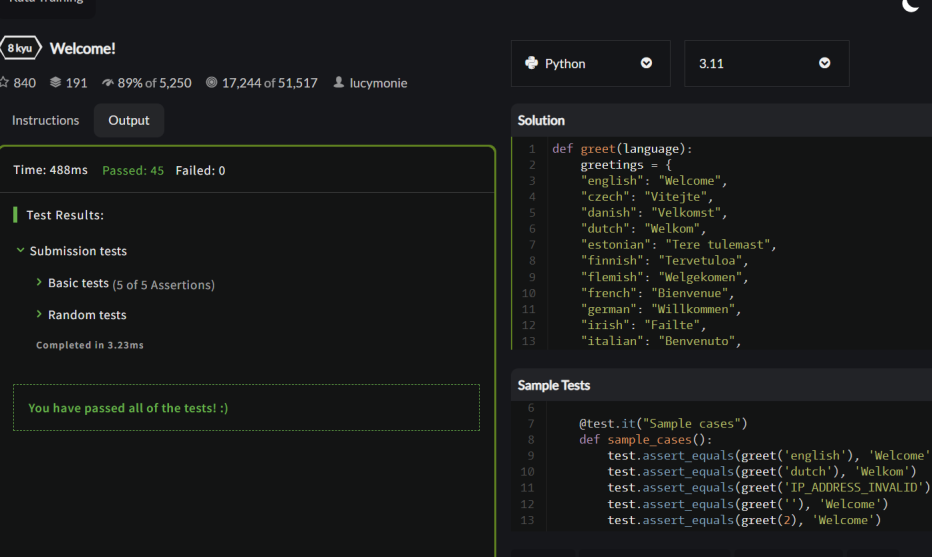 Kata Training
8 kyu Welcome!
840 191 89% of 5,250 17,244 of 51,517 lucymonie
Instructions Output
Time: 488ms Passed: 45 Failed: 0
Test Results:
Submission tests
Basic tests (5 of 5 Assertions)
Random tests
Completed in 3.23ms
You have passed all of the tests! :)
Python 3.11
Solution
1 def greet(language):
2 greetings = {
3 "english": "Welcome",
4 "czech": "Vitejte",
5 "danish": "Velkomst",
6 "dutch": "Welkom",
7 "estonian": "Tere tulemast",
8 "finnish": "Tervetuloa",
9 "flemish": "Welgekomen",
10 "french": "Bienvenue",
11 "german": "Willkommen",
12 "irish": "Failte",
13 "italian": "Benvenuto",
Sample Tests
6
7 @test.it("Sample cases")
8 def sample_cases():
9 test.assert_equals(greet('english'), 'Welcome'
10 test.assert_equals(greet('dutch'), 'Welkom')
11 test.assert_equals(greet('IP_ADDRESS_INVALID')
12 test.assert_equals(greet(''), 'Welcome')
13 test.assert_equals(greet(2), 'Welcome')